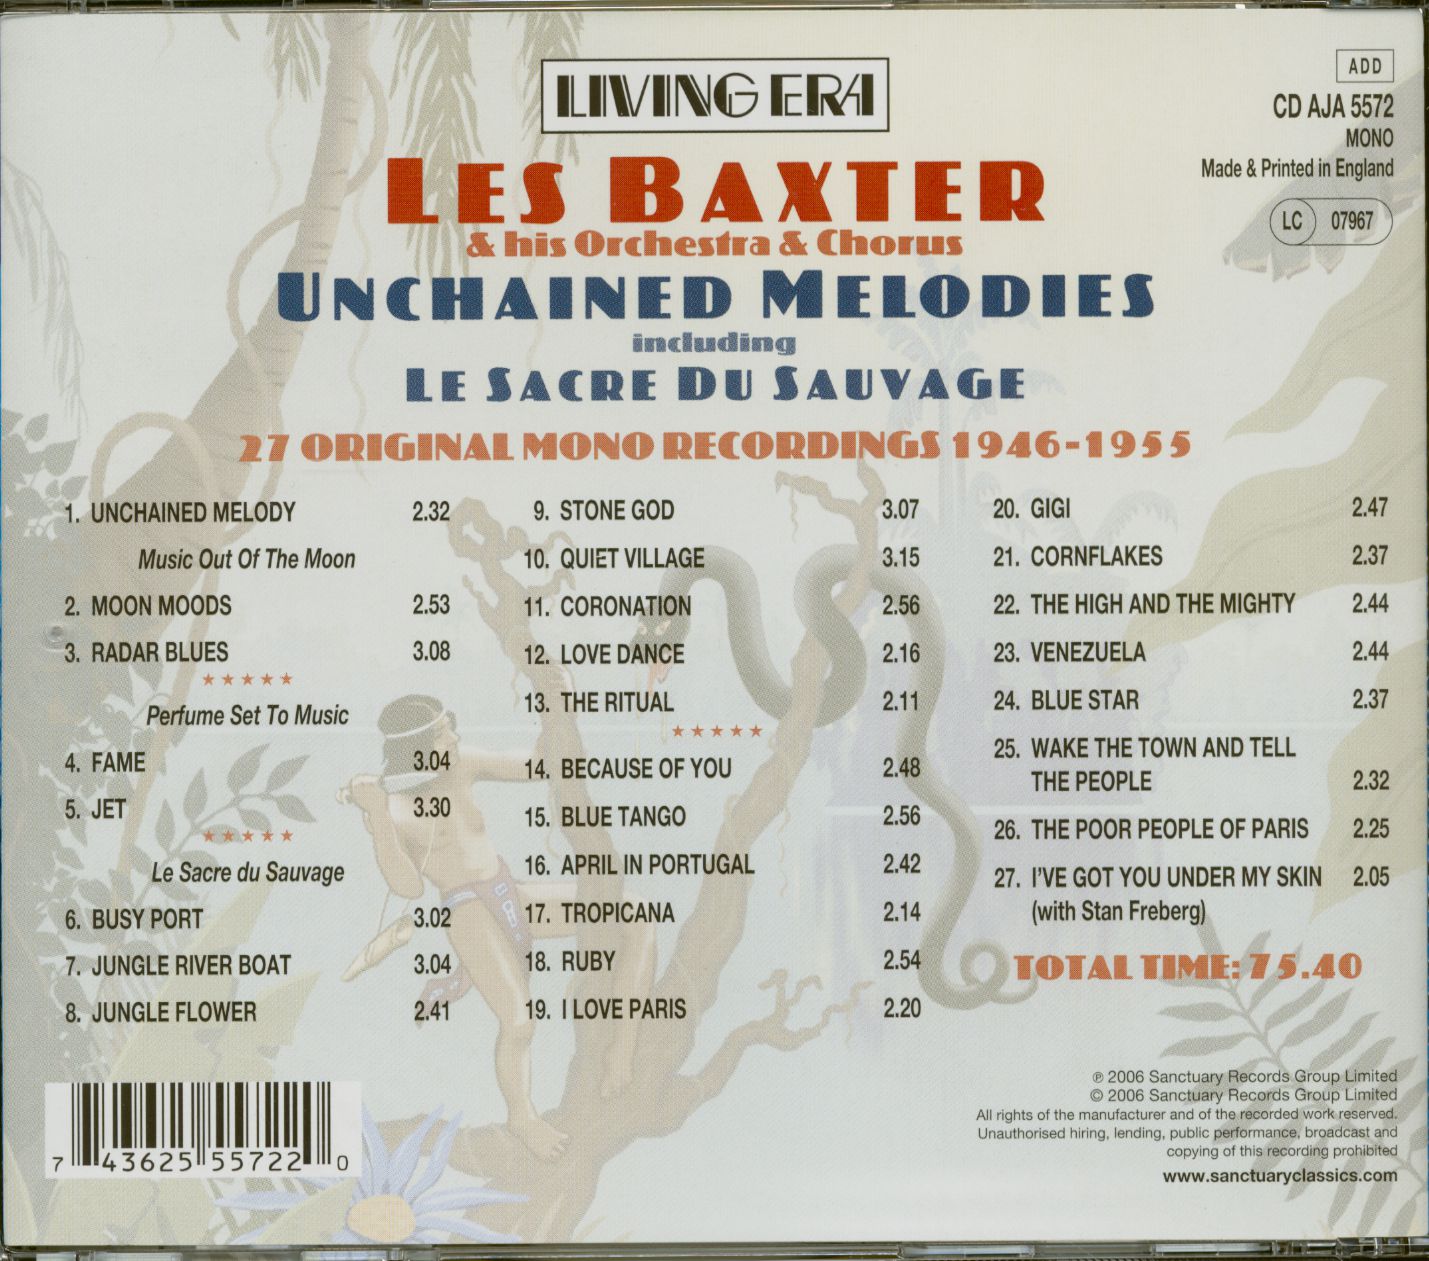 LIVING ERA
ADD
CD AJA 5572
MONO
Made & Printed in England
LC 07967
LES BAXTER
& his Orchestra & Chorus
UNCHAINED MELODIES
including
LE SACRE DU SAUVAGE
27 ORIGINAL MONO RECORDINGS 1946-1955
1. UNCHAINED MELODY 2.32
Music Out Of The Moon
2. MOON MOODS 2.53
3. RADAR BLUES 3.08
★★★★★
Perfume Set To Music
4. FAME 3.04
5. JET 3.30
★★★★★
Le Sacre du Sauvage
6. BUSY PORT 3.02
7. JUNGLE RIVER BOAT 3.04
8. JUNGLE FLOWER 2.41
9. STONE GOD 3.07
10. QUIET VILLAGE 3.15
11. CORONATION 2.56
12. LOVE DANCE 2.16
13. THE RITUAL 2.11
★★★★★
14. BECAUSE OF YOU 2.48
15. BLUE TANGO 2.56
16. APRIL IN PORTUGAL 2.42
17. TROPICANA 2.14
18. RUBY 2.54
19. I LOVE PARIS 2.20
20. GIGI 2.47
21. CORNFLAKES 2.37
22. THE HIGH AND THE MIGHTY 2.44
23. VENEZUELA 2.44
24. BLUE STAR 2.37
25. WAKE THE TOWN AND TELL
THE PEOPLE 2.32
26. THE POOR PEOPLE OF PARIS 2.25
27. I'VE GOT YOU UNDER MY SKIN 2.05
(with Stan Freberg)
TOTAL TIME: 75.40
7 43625 55722 0
℗ 2006 Sanctuary Records Group Limited
© 2006 Sanctuary Records Group Limited
All rights of the manufacturer and of the recorded work reserved.
Unauthorised hiring, lending, public performance, broadcast and
copying of this recording prohibited
www.sanctuaryclassics.com